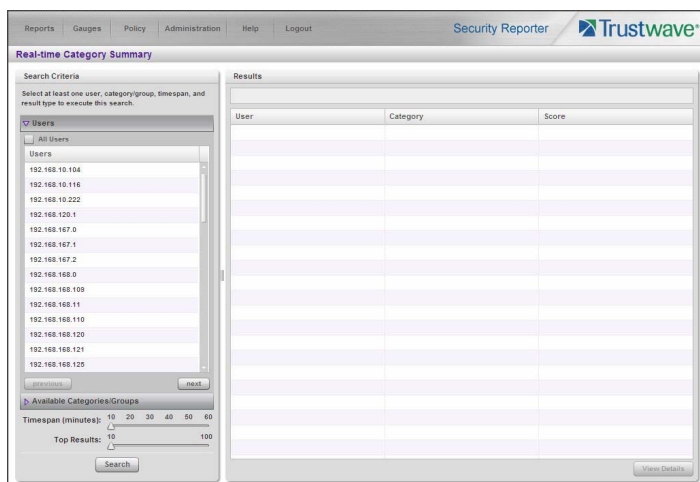 Reports Gauges Policy Administration Help Logout
Security Reporter
Trustwave®
Real-time Category Summary
Search Criteria
Select at least one user, category/group, timespan, and
result type to execute this search.
Users
All Users
Users
192.168.10.104
192.168.10.116
192.168.10.222
192.168.120.1
192.168.167.0
192.168.167.1
192.168.167.2
192.168.168.0
192.168.168.109
192.168.168.11
192.168.168.110
192.168.168.120
192.168.168.121
192.168.168.125
previous next
Available Categories/Groups
Timespan (minutes): 10 20 30 40 50 60
Top Results: 10 100
Search
Results
User Category Score
View Details